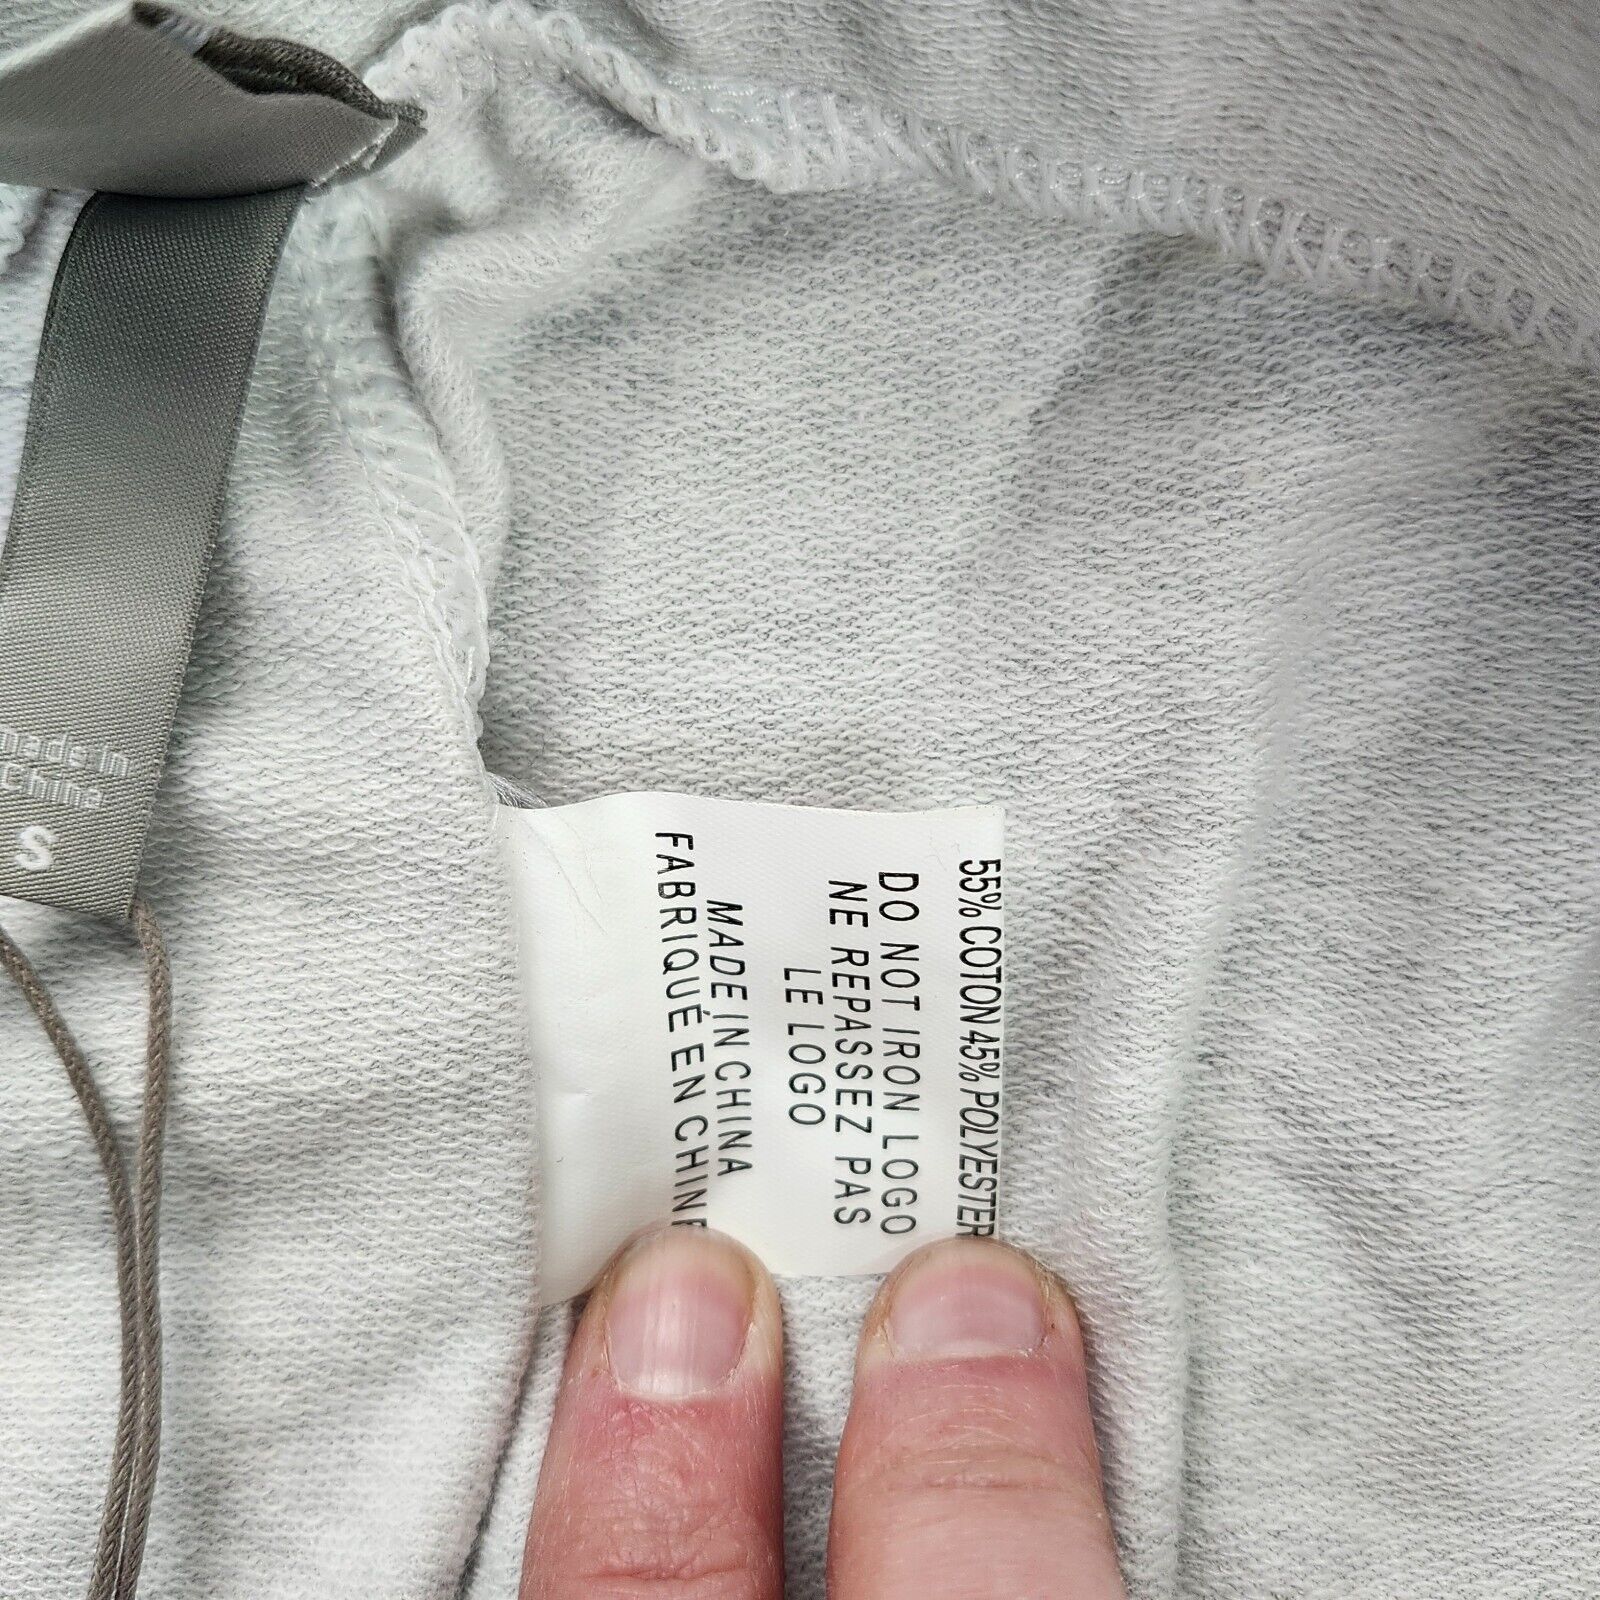 made in
china
S
55% COTON 45% POLYESTER
DO NOT IRON LOGO
NE REPASSEZ PAS
LE LOGO
MADE IN CHINA
FABRIQUÉ EN CHINE